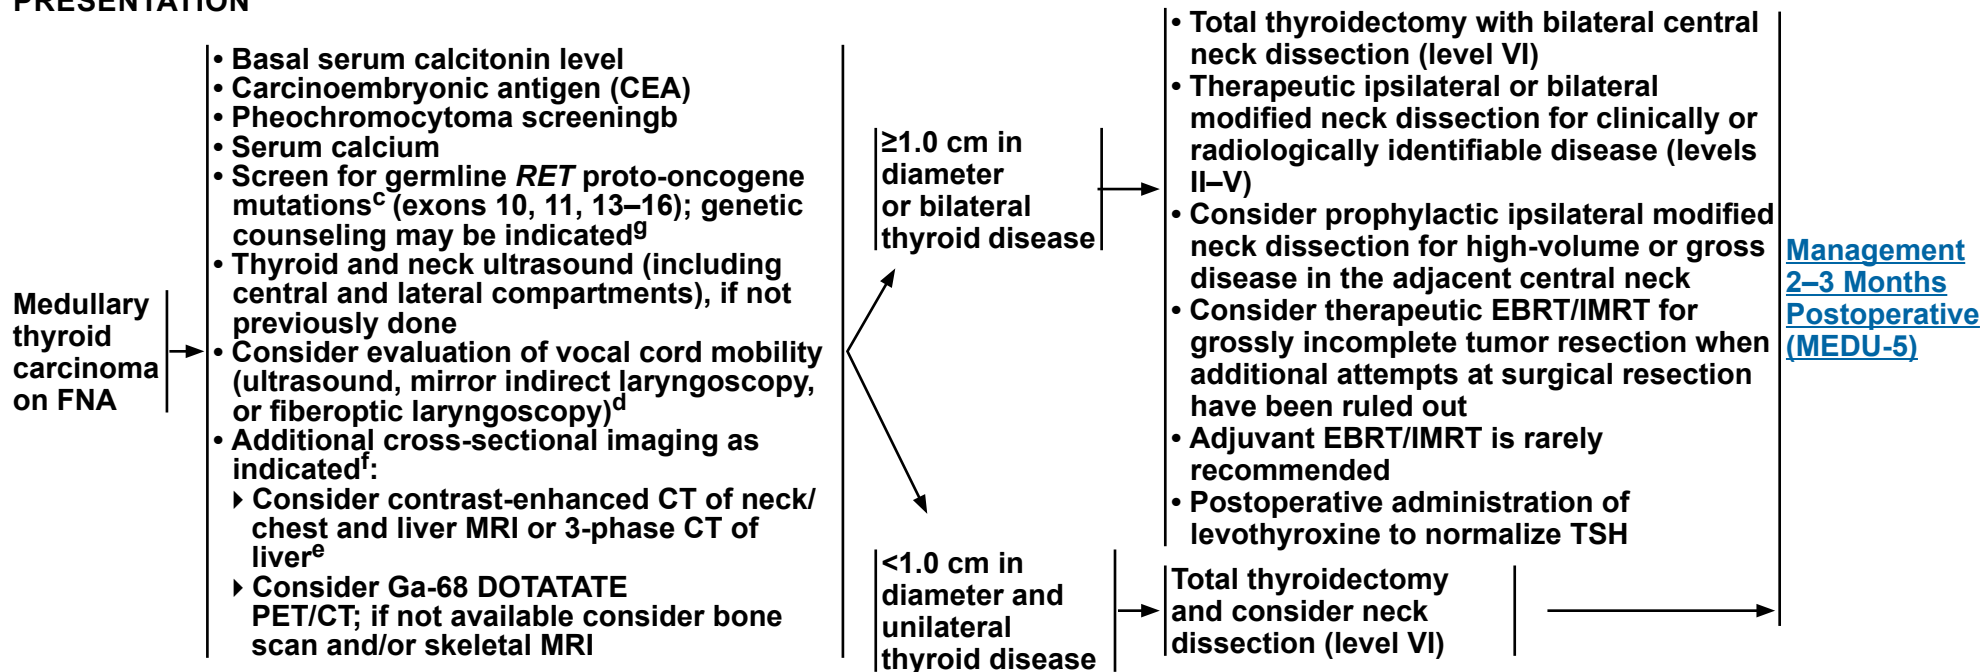 PRESENTATION
Medullary
thyroid
carcinoma
on FNA
• Basal serum calcitonin level
• Carcinoembryonic antigen (CEA)
• Pheochromocytoma screeningb
• Serum calcium
• Screen for germline RET proto-oncogene
mutationsc (exons 10, 11, 13–16); genetic
counseling may be indicatedg
• Thyroid and neck ultrasound (including
central and lateral compartments), if not
previously done
• Consider evaluation of vocal cord mobility
(ultrasound, mirror indirect laryngoscopy,
or fiberoptic laryngoscopy)d
• Additional cross-sectional imaging as
indicatedf:
Consider contrast-enhanced CT of neck/
chest and liver MRI or 3-phase CT of
livere
Consider Ga-68 DOTATATE
PET/CT; if not available consider bone
scan and/or skeletal MRI
≥1.0 cm in
diameter
or bilateral
thyroid disease
• Total thyroidectomy with bilateral central
neck dissection (level VI)
• Therapeutic ipsilateral or bilateral
modified neck dissection for clinically or
radiologically identifiable disease (levels
II–V)
• Consider prophylactic ipsilateral modified
neck dissection for high-volume or gross
disease in the adjacent central neck
• Consider therapeutic EBRT/IMRT for
grossly incomplete tumor resection when
additional attempts at surgical resection
have been ruled out
• Adjuvant EBRT/IMRT is rarely
recommended
• Postoperative administration of
levothyroxine to normalize TSH
<1.0 cm in
diameter and
unilateral
thyroid disease
Total thyroidectomy
and consider neck
dissection (level VI)
Management
2–3 Months
Postoperative
(MEDU-5)